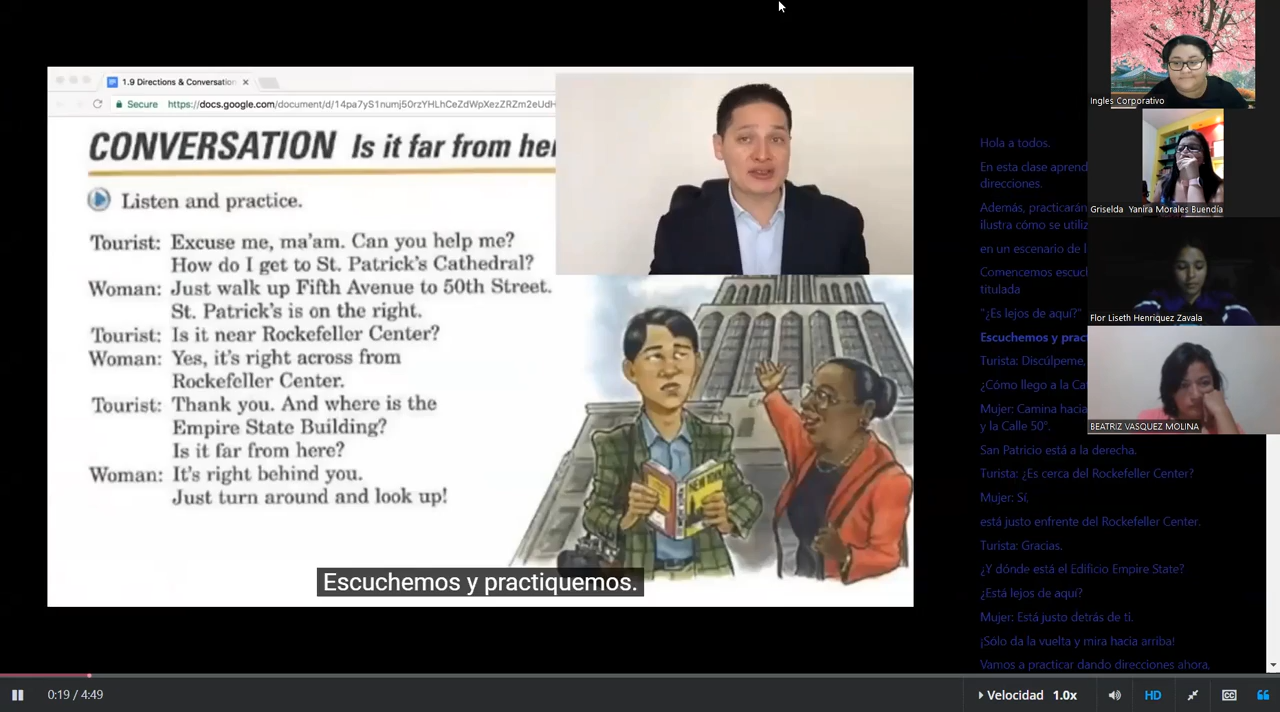 1.9 Directions & Conversation
Secure
https://docs.google.com/document/d/14pa7yS1numj50rzYHLhCeZdWpXezZRZm2eUdH
CONVERSATION Is it far from her
Listen and practice.
Tourist: Excuse me, ma'am. Can you help me?
How do I get to St. Patrick's Cathedral?
Woman: Just walk up Fifth Avenue to 50th Street.
St. Patrick's is on the right.
Tourist: Is it near Rockefeller Center?
Woman: Yes, it's right across from
Rockefeller Center.
Tourist: Thank you. And where is the
Empire State Building?
Is it far from here?
Woman: It's right behind you.
Just turn around and look up!
Escuchemos y practiquemos.
Hola a todos.
En esta clase aprend
direcciones.
Además, practicarán
ilustra cómo se utiliz
en un escenario de l
Comencemos escuch
titulada
"¿Es lejos de aquí?"
Escuchemos y pract
Turista: Discúlpeme,
¿Cómo llego a la Ca
Mujer: Camina hacia
y la Calle 50°.
San Patricio está a la derecha.
Turista: ¿Es cerca del Rockefeller Center?
Mujer: Sí,
está justo enfrente del Rockefeller Center.
Turista: Gracias.
¿Y dónde está el Edificio Empire State?
¿Está lejos de aquí?
Mujer: Está justo detrás de ti.
¡Sólo da la vuelta y mira hacia arriba!
Vamos a practicar dando direcciones ahora,
Ingles Corporativo
Griselda Yanira Morales Buendía
Flor Liseth Henriquez Zavala
BEATRIZ VASQUEZ MOLINA
0:19 / 4:49
Velocidad 1.0x
HD
CC